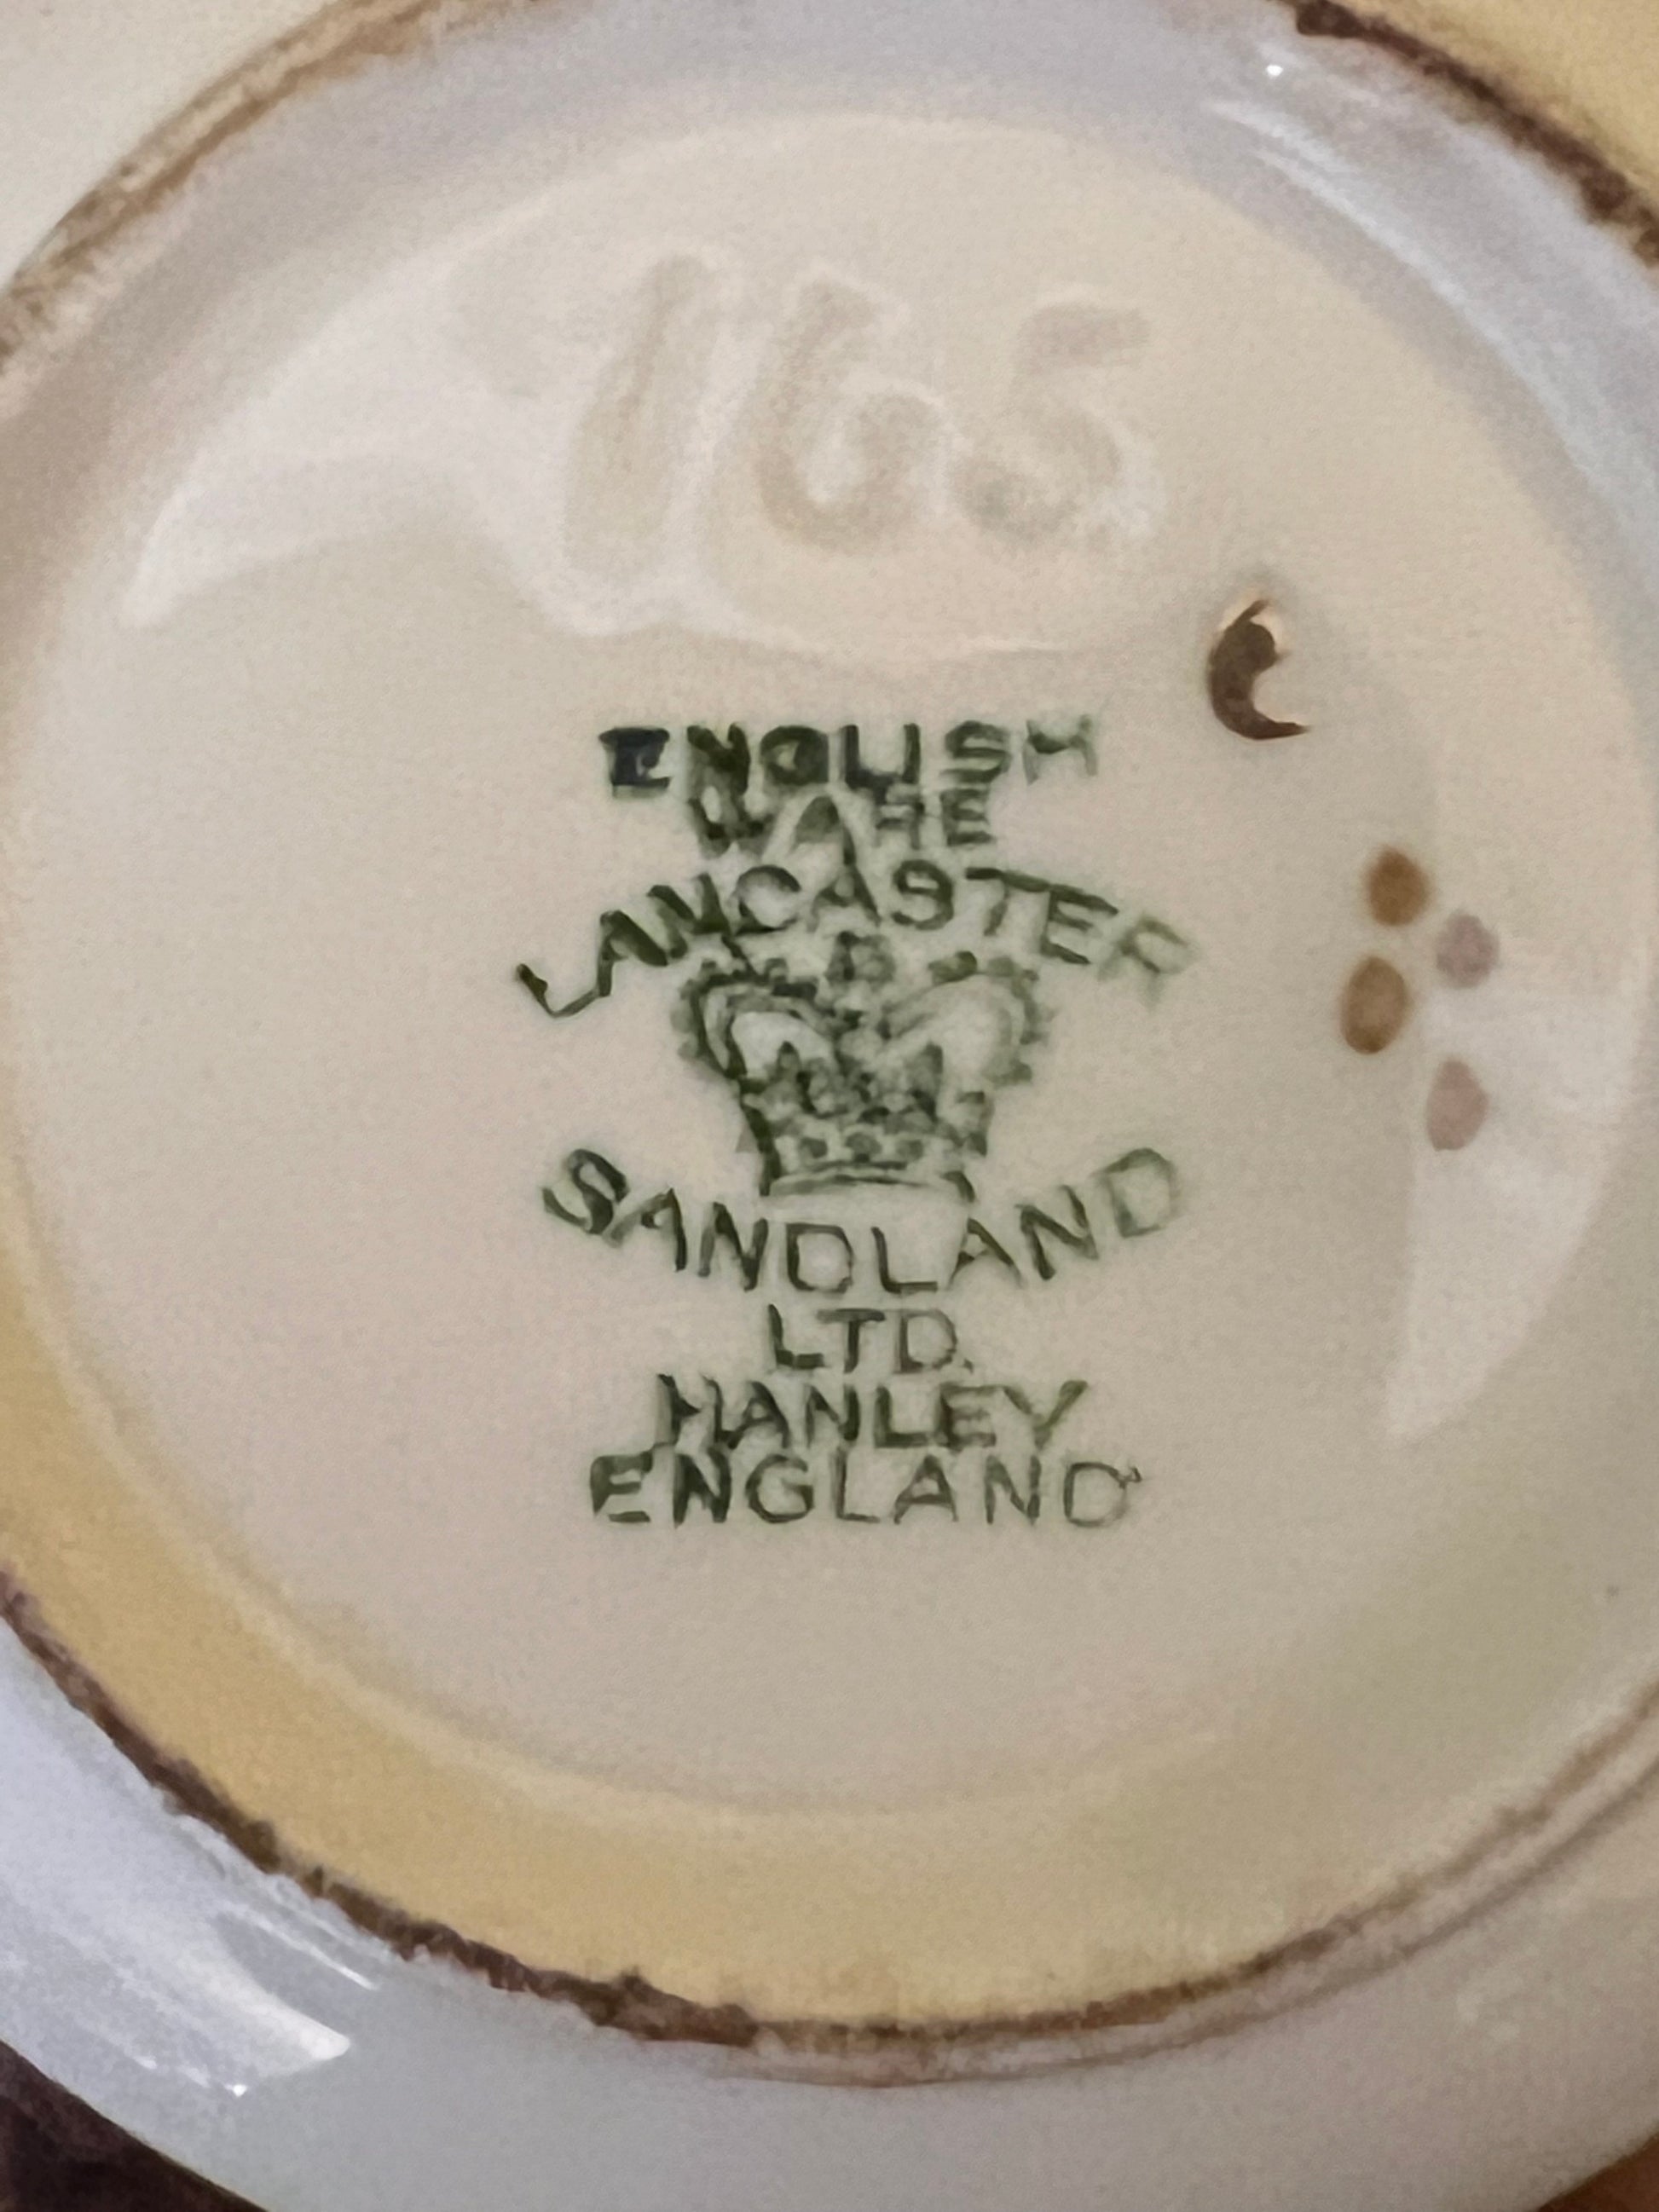 165
ENGLISH
WARE
LANCASTER
SANDLAND
LTD.
HANLEY
ENGLAND